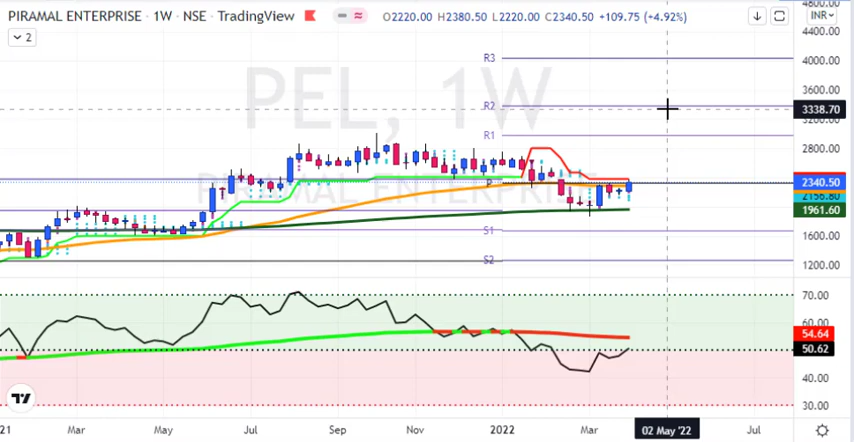 PIRAMAL ENTERPRISE · 1W · NSE · TradingView O2220.00 H2380.50 L2220.00 C2340.50 +109.75 (+4.92%) INR
2
PEL, 1W
PIRAMAL ENTERPRISE
R3
R2
R1
P
S1
S2
4800.00
4400.00
4000.00
3600.00
3338.70
3200.00
2800.00
2340.50
2156.80
1961.60
1600.00
1200.00
70.00
54.64
50.62
40.00
30.00
21 Mar May Jul Sep Nov 2022 Mar 02 May '22 Jul